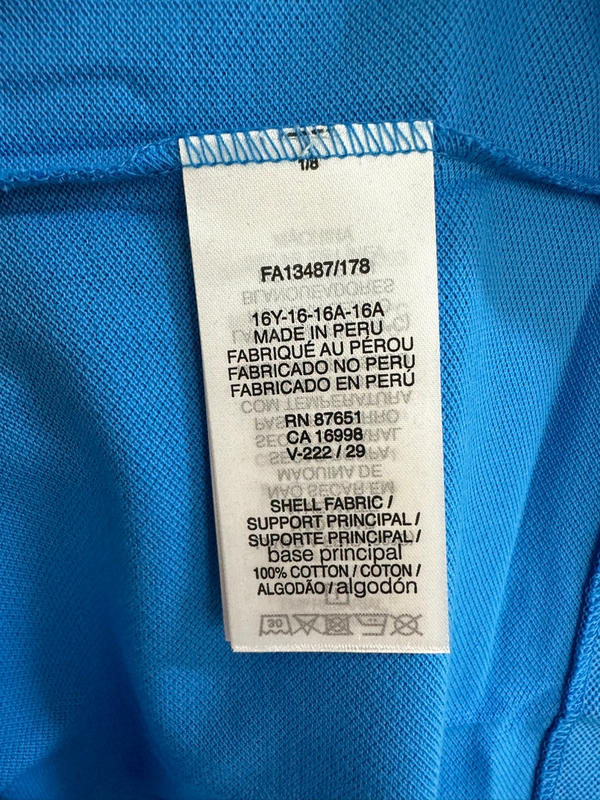 1/8
FA13487/178
16Y-16-16A-16A
MADE IN PERU
FABRIQUÉ AU PÉROU
FABRICADO NO PERU
FABRICADO EN PERÚ
RN 87651
CA 16998
V-222 / 29
SHELL FABRIC /
SUPPORT PRINCIPAL /
SUPORTE PRINCIPAL /
base principal
100% COTTON / COTON /
ALGODÃO / algodón
30